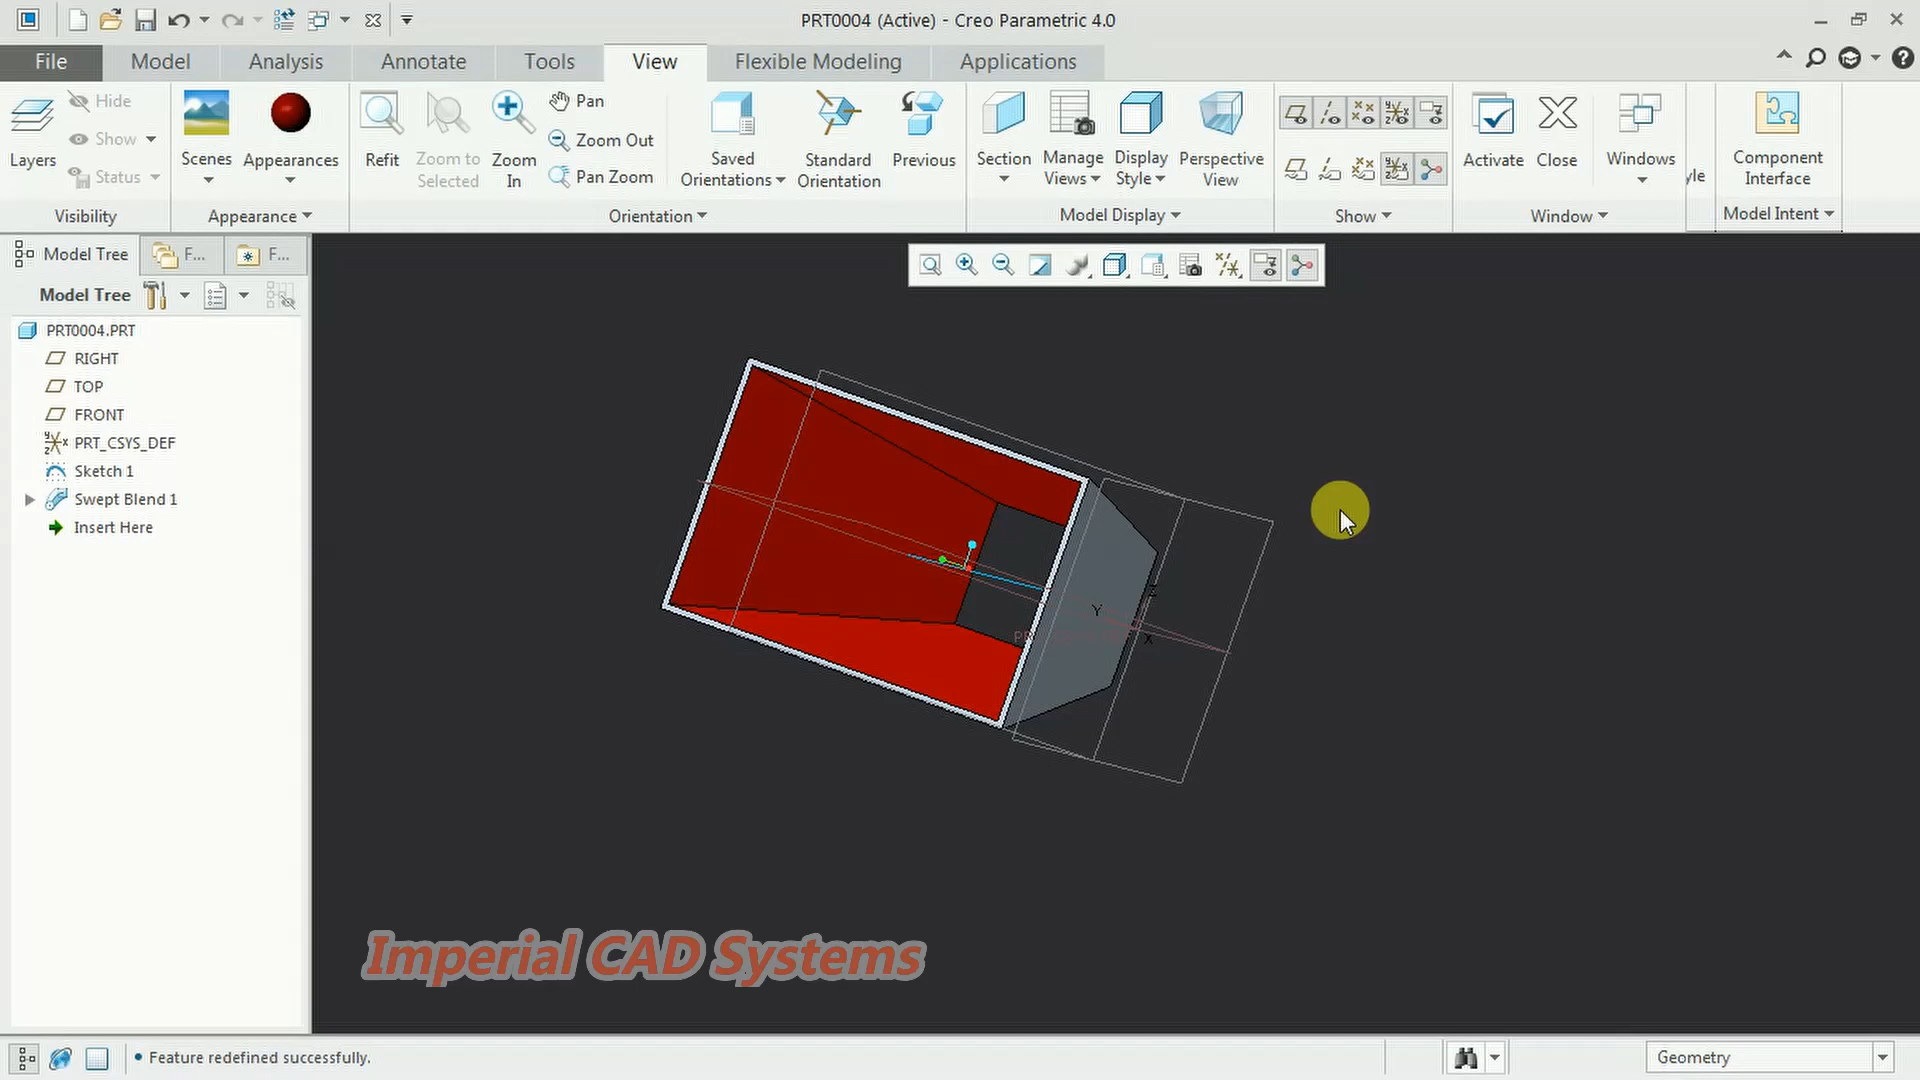 PRT0004 (Active) - Creo Parametric 4.0
File Model Analysis Annotate Tools View Flexible Modeling Applications
Layers
Hide
Show
Status
Visibility
Scenes
Appearances
Appearance
Refit
Zoom to
Selected
Zoom
In
Pan
Zoom Out
Pan Zoom
Saved
Orientations
Standard
Orientation
Previous
Orientation
Section
Manage
Views
Display
Style
Perspective
View
Model Display
Show
Activate
Close
Windows
Window
yle
Component
Interface
Model Intent
Model Tree F... F...
Model Tree
PRT0004.PRT
RIGHT
TOP
FRONT
PRT_CSYS_DEF
Sketch 1
Swept Blend 1
Insert Here
Z
Y
X
Imperial CAD Systems
• Feature redefined successfully.
Geometry